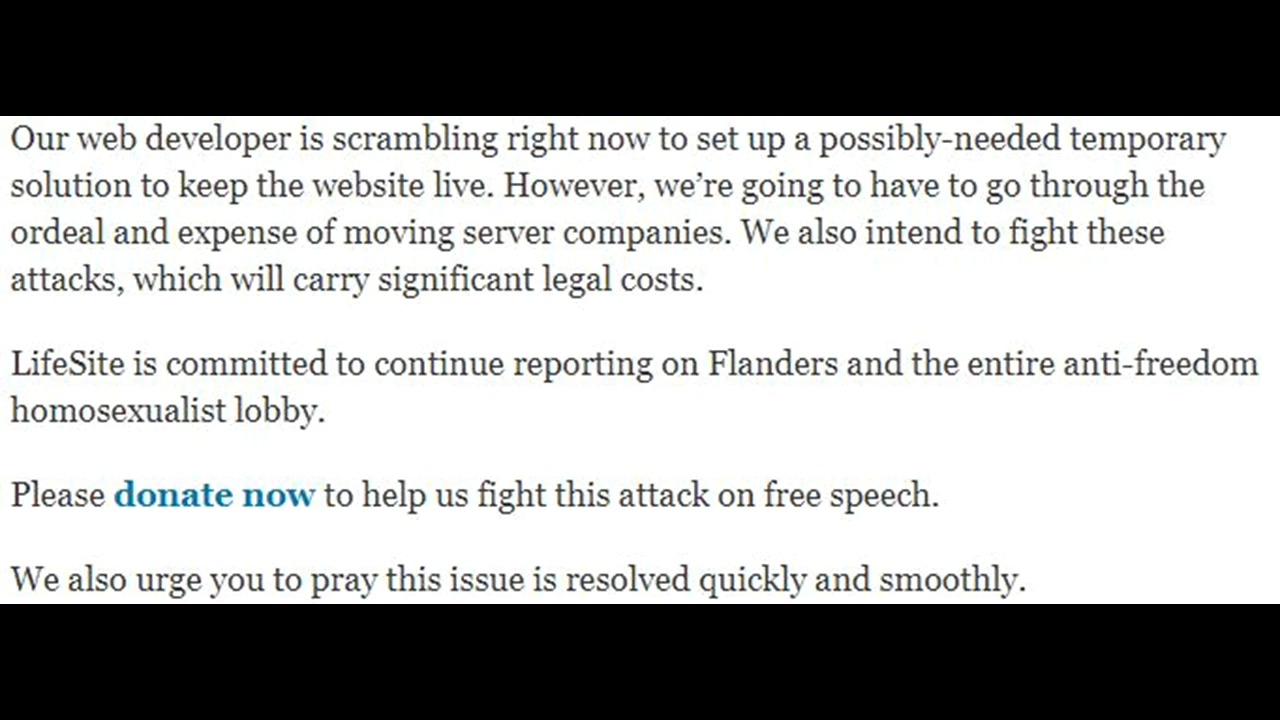 Our web developer is scrambling right now to set up a possibly-needed temporary
solution to keep the website live. However, we’re going to have to go through the
ordeal and expense of moving server companies. We also intend to fight these
attacks, which will carry significant legal costs.
LifeSite is committed to continue reporting on Flanders and the entire anti-freedom
homosexualist lobby.
Please donate now to help us fight this attack on free speech.
We also urge you to pray this issue is resolved quickly and smoothly.